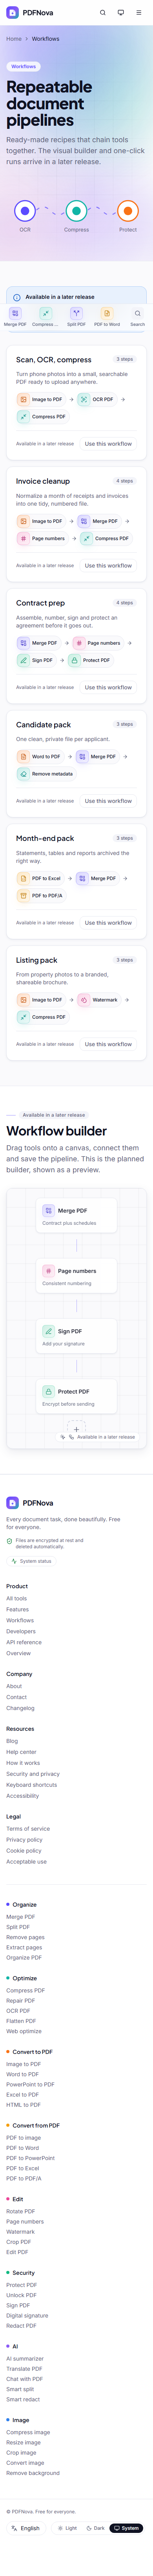 PDFNova
Home
Workflows
Workflows
Repeatable
document
pipelines
Ready-made recipes that chain tools
together. The visual builder and one-click
runs arrive in a later release.
OCR
Compress
Protect
Available in a later release
Merge PDF
Compress ...
Split PDF
PDF to Word
Search
Scan, OCR, compress
3 steps
Turn phone photos into a small, searchable
PDF ready to upload anywhere.
Image to PDF
OCR PDF
Compress PDF
Available in a later release
Use this workflow
Invoice cleanup
4 steps
Normalize a month of receipts and invoices
into one tidy, numbered file.
Image to PDF
Merge PDF
Page numbers
Compress PDF
Available in a later release
Use this workflow
Contract prep
4 steps
Assemble, number, sign and protect an
agreement before it goes out.
Merge PDF
Page numbers
Sign PDF
Protect PDF
Available in a later release
Use this workflow
Candidate pack
3 steps
One clean, private file per applicant.
Word to PDF
Merge PDF
Remove metadata
Available in a later release
Use this workflow
Month-end pack
3 steps
Statements, tables and reports archived the
right way.
PDF to Excel
Merge PDF
PDF to PDF/A
Available in a later release
Use this workflow
Listing pack
3 steps
From property photos to a branded,
shareable brochure.
Image to PDF
Watermark
Compress PDF
Available in a later release
Use this workflow
Available in a later release
Workflow builder
Drag tools onto a canvas, connect them
and save the pipeline. This is the planned
builder, shown as a preview.
Merge PDF
Contract plus schedules
Page numbers
Consistent numbering
Sign PDF
Add your signature
Protect PDF
Encrypt before sending
Available in a later release
PDFNova
Every document task, done beautifully. Free
for everyone.
Files are encrypted at rest and
deleted automatically.
System status
Product
All tools
Features
Workflows
Developers
API reference
Overview
Company
About
Contact
Changelog
Resources
Blog
Help center
How it works
Security and privacy
Keyboard shortcuts
Accessibility
Legal
Terms of service
Privacy policy
Cookie policy
Acceptable use
Organize
Merge PDF
Split PDF
Remove pages
Extract pages
Organize PDF
Optimize
Compress PDF
Repair PDF
OCR PDF
Flatten PDF
Web optimize
Convert to PDF
Image to PDF
Word to PDF
PowerPoint to PDF
Excel to PDF
HTML to PDF
Convert from PDF
PDF to image
PDF to Word
PDF to PowerPoint
PDF to Excel
PDF to PDF/A
Edit
Rotate PDF
Page numbers
Watermark
Crop PDF
Edit PDF
Security
Protect PDF
Unlock PDF
Sign PDF
Digital signature
Redact PDF
AI
AI summarizer
Translate PDF
Chat with PDF
Smart split
Smart redact
Image
Compress image
Resize image
Crop image
Convert image
Remove background
© PDFNova. Free for everyone.
English
Light
Dark
System